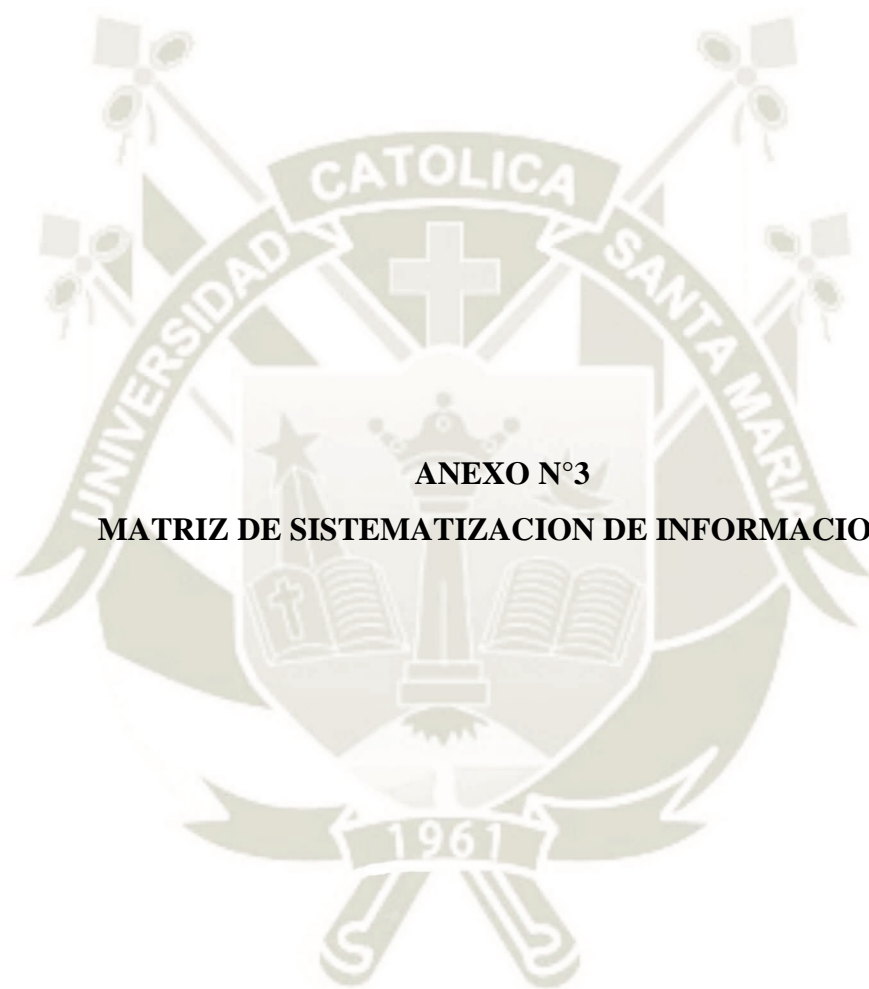 CATOLICA
UNIVERSIDAD
SANTA MARIA
ANEXO N°3
MATRIZ DE SISTEMATIZACION DE INFORMACIO
1961